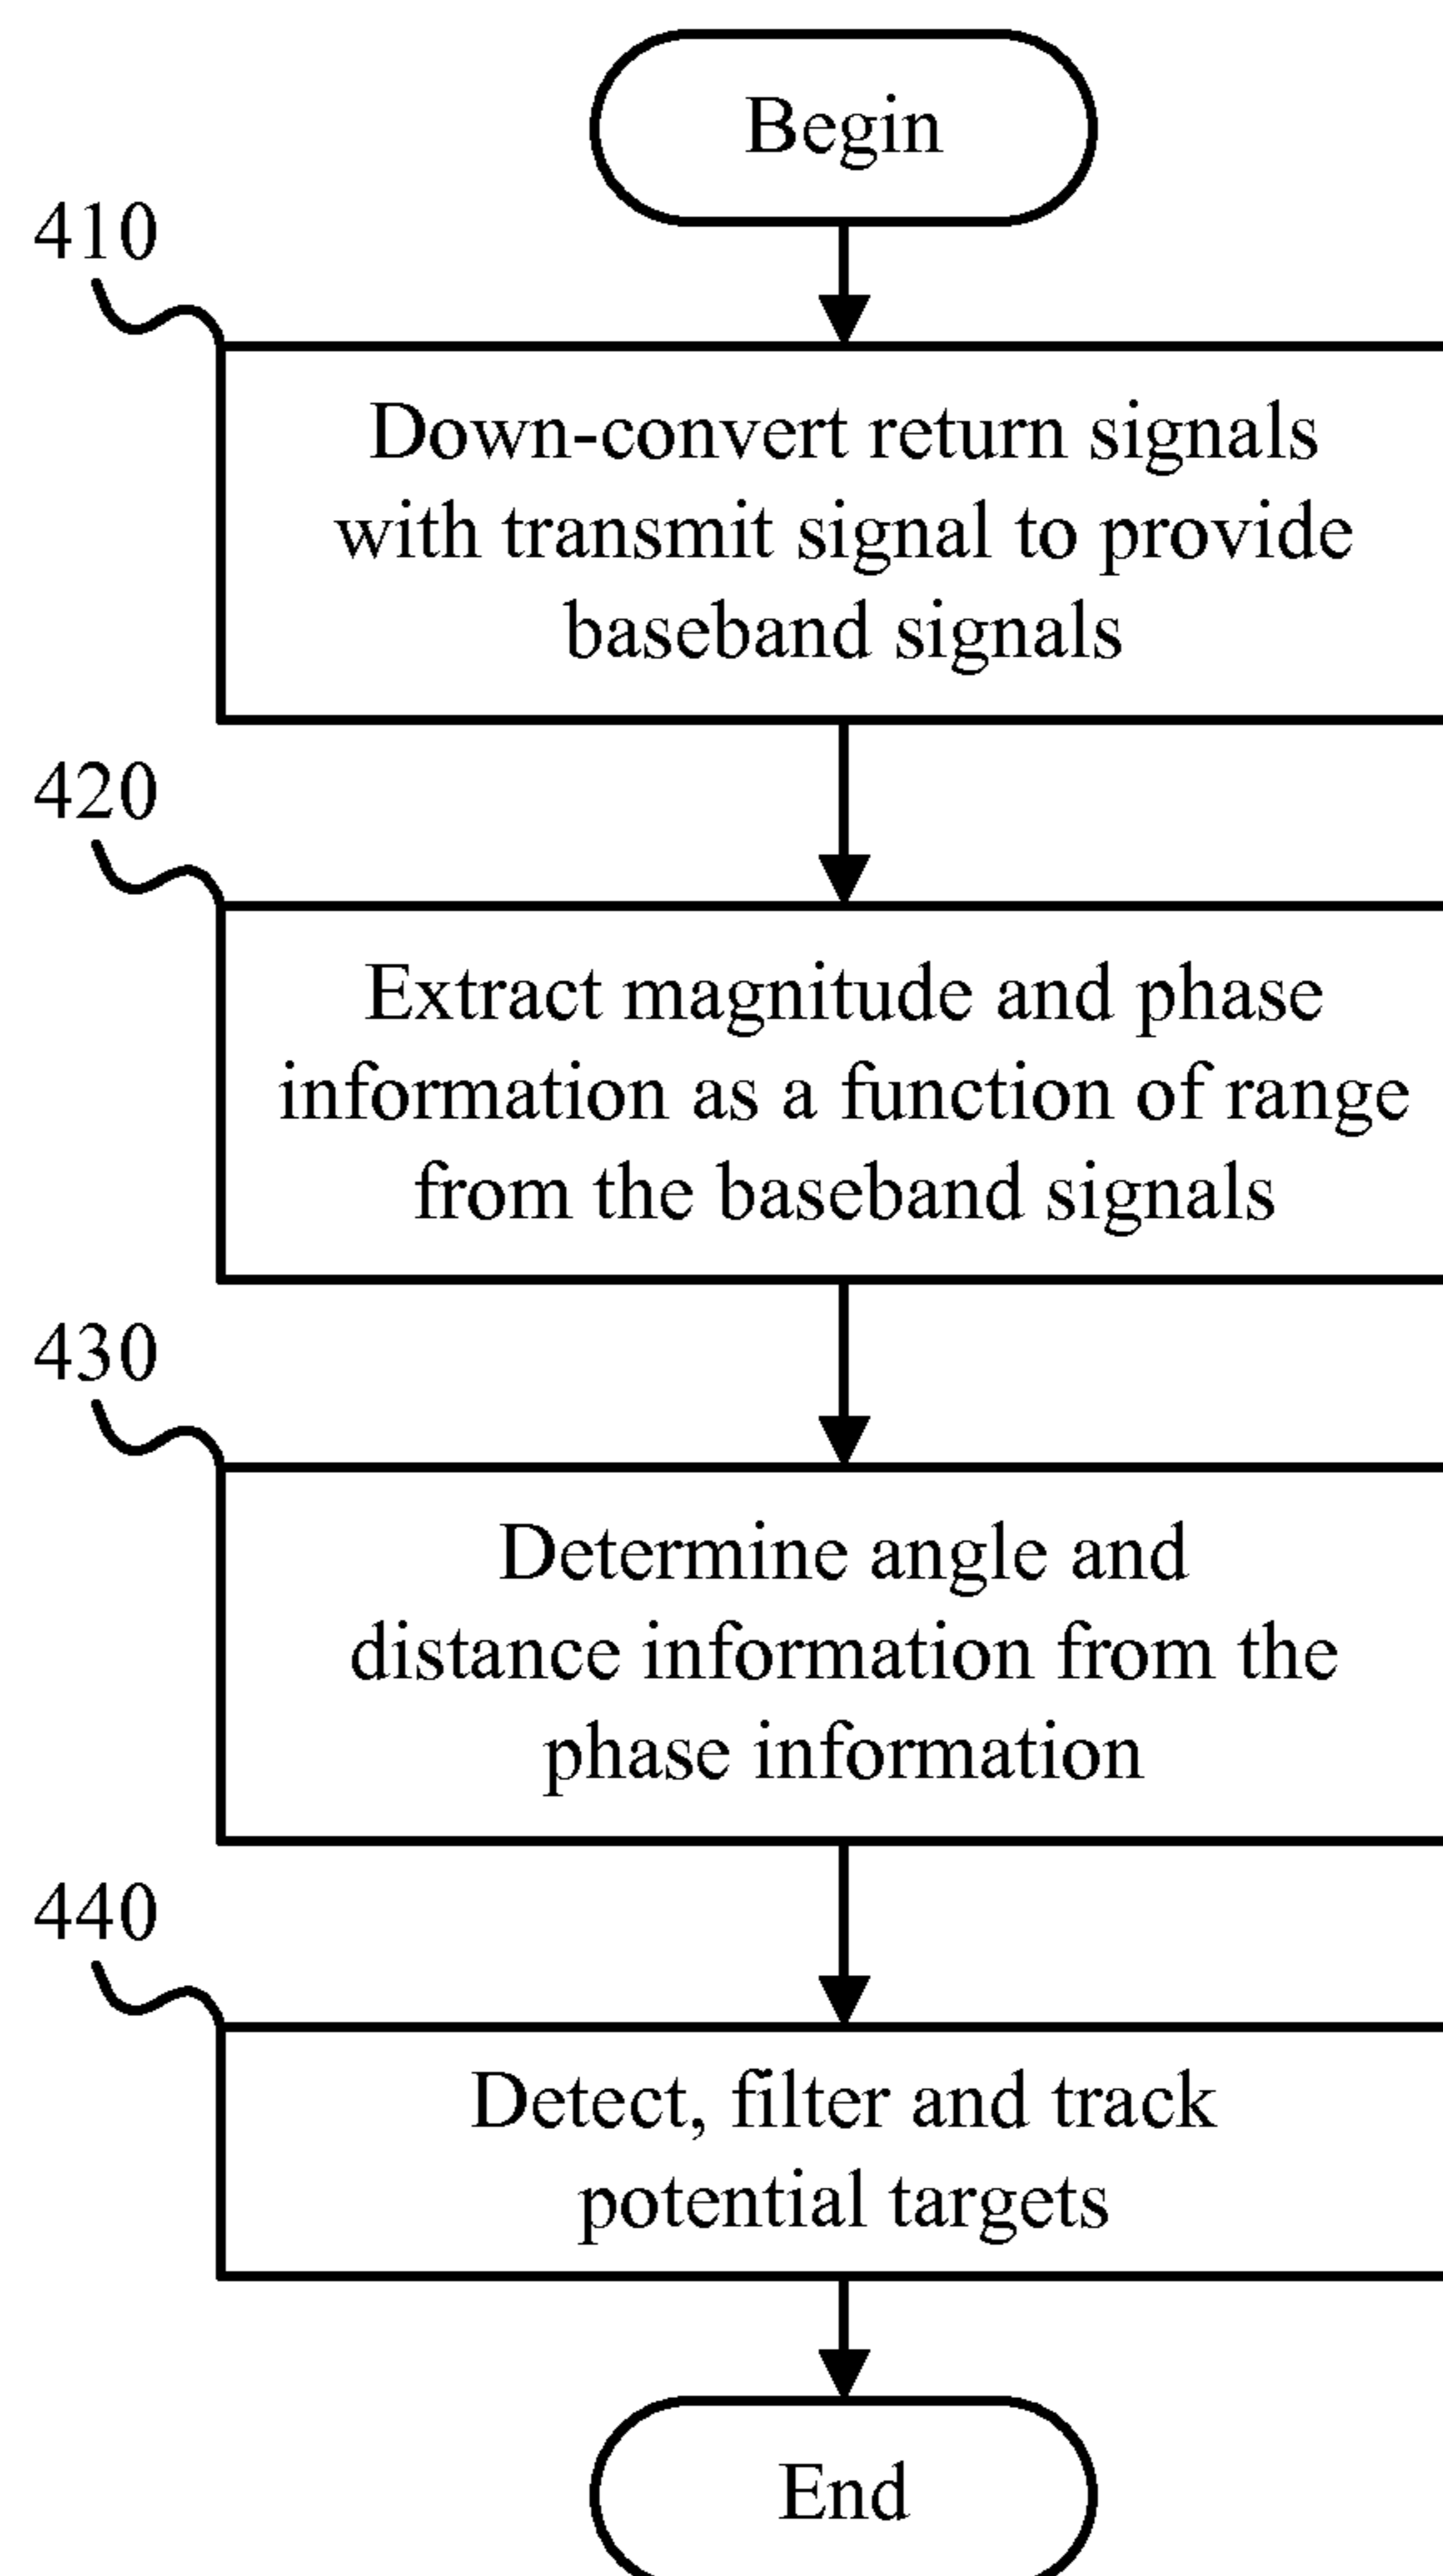 Begin
410
Down-convert return signals
with transmit signal to provide
baseband signals
420
Extract magnitude and phase
information as a function of range
from the baseband signals
430
Determine angle and
distance information from the
phase information
440
Detect, filter and track
potential targets
End